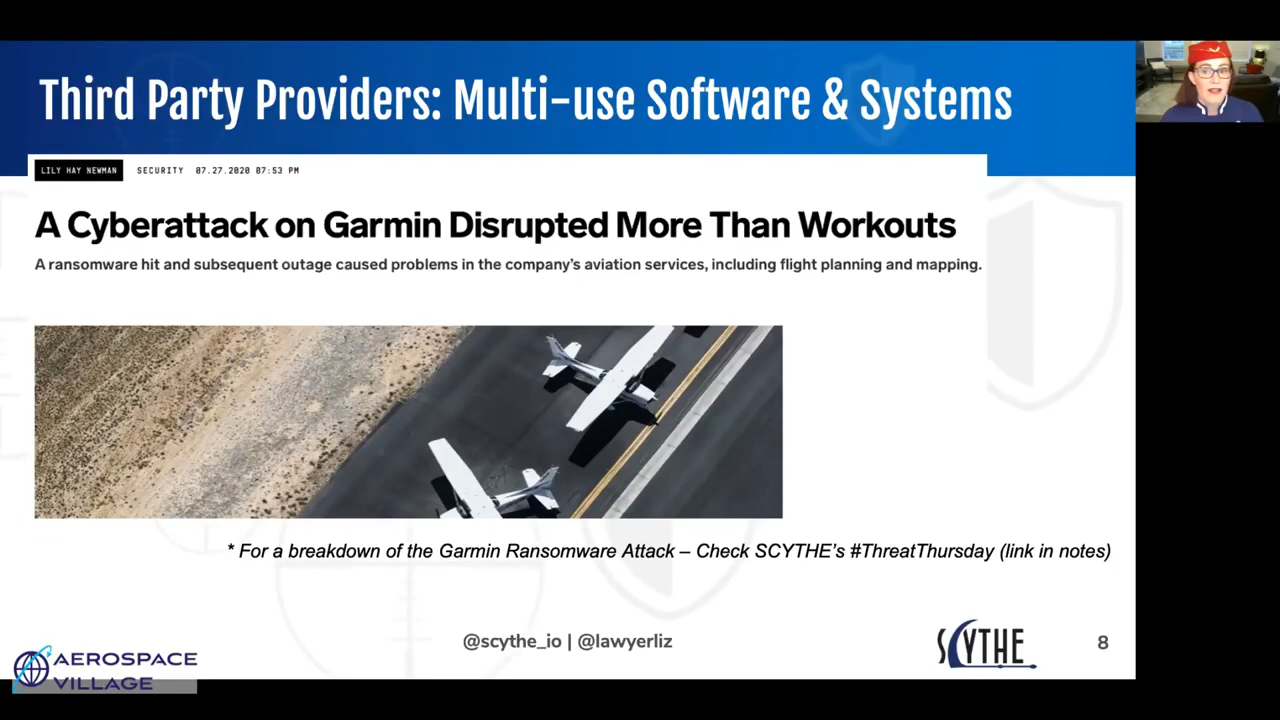 Third Party Providers: Multi-use Software & Systems
LILY HAY NEWMAN SECURITY 07.27.2020 07:53 PM
A Cyberattack on Garmin Disrupted More Than Workouts
A ransomware hit and subsequent outage caused problems in the company's aviation services, including flight planning and mapping.
* For a breakdown of the Garmin Ransomware Attack – Check SCYTHE's #ThreatThursday (link in notes)
@scythe_io | @lawyerliz
SCYTHE
8
AEROSPACE
VILLAGE